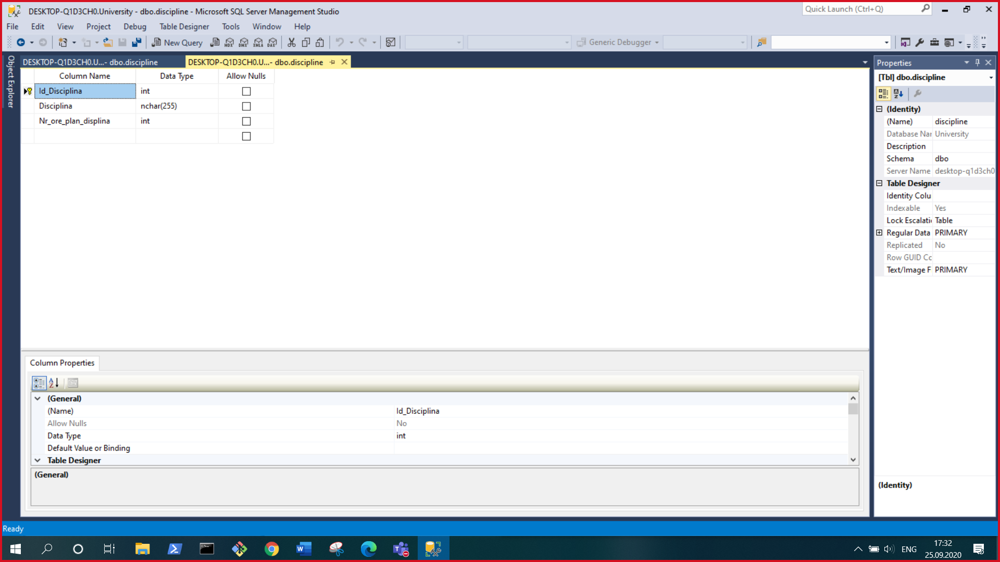 DESKTOP-Q1D3CH0.University - dbo.discipline - Microsoft SQL Server Management Studio
Quick Launch (Ctrl+Q)
File Edit View Project Debug Table Designer Tools Window Help
New Query MDX DMX XMLA DAX Generic Debugger
Object Explorer
DESKTOP-Q1D3CH0.U...- dbo.discipline
DESKTOP-Q1D3CH0.U...- dbo.discipline
Column Name Data Type Allow Nulls
Id_Disciplina int
Disciplina nchar(255)
Nr_ore_plan_displina int
Column Properties
(General)
(Name) Id_Disciplina
Allow Nulls No
Data Type int
Default Value or Binding
Table Designer
(General)
Properties
[Tbl] dbo.discipline
(Identity)
(Name) discipline
Database Nar University
Description
Schema dbo
Server Name desktop-q1d3ch0
Table Designer
Identity Colu
Indexable Yes
Lock Escalati Table
Regular Data PRIMARY
Replicated No
Row GUID Cc
Text/Image F PRIMARY
(Identity)
Ready
ENG
17:32
25.09.2020